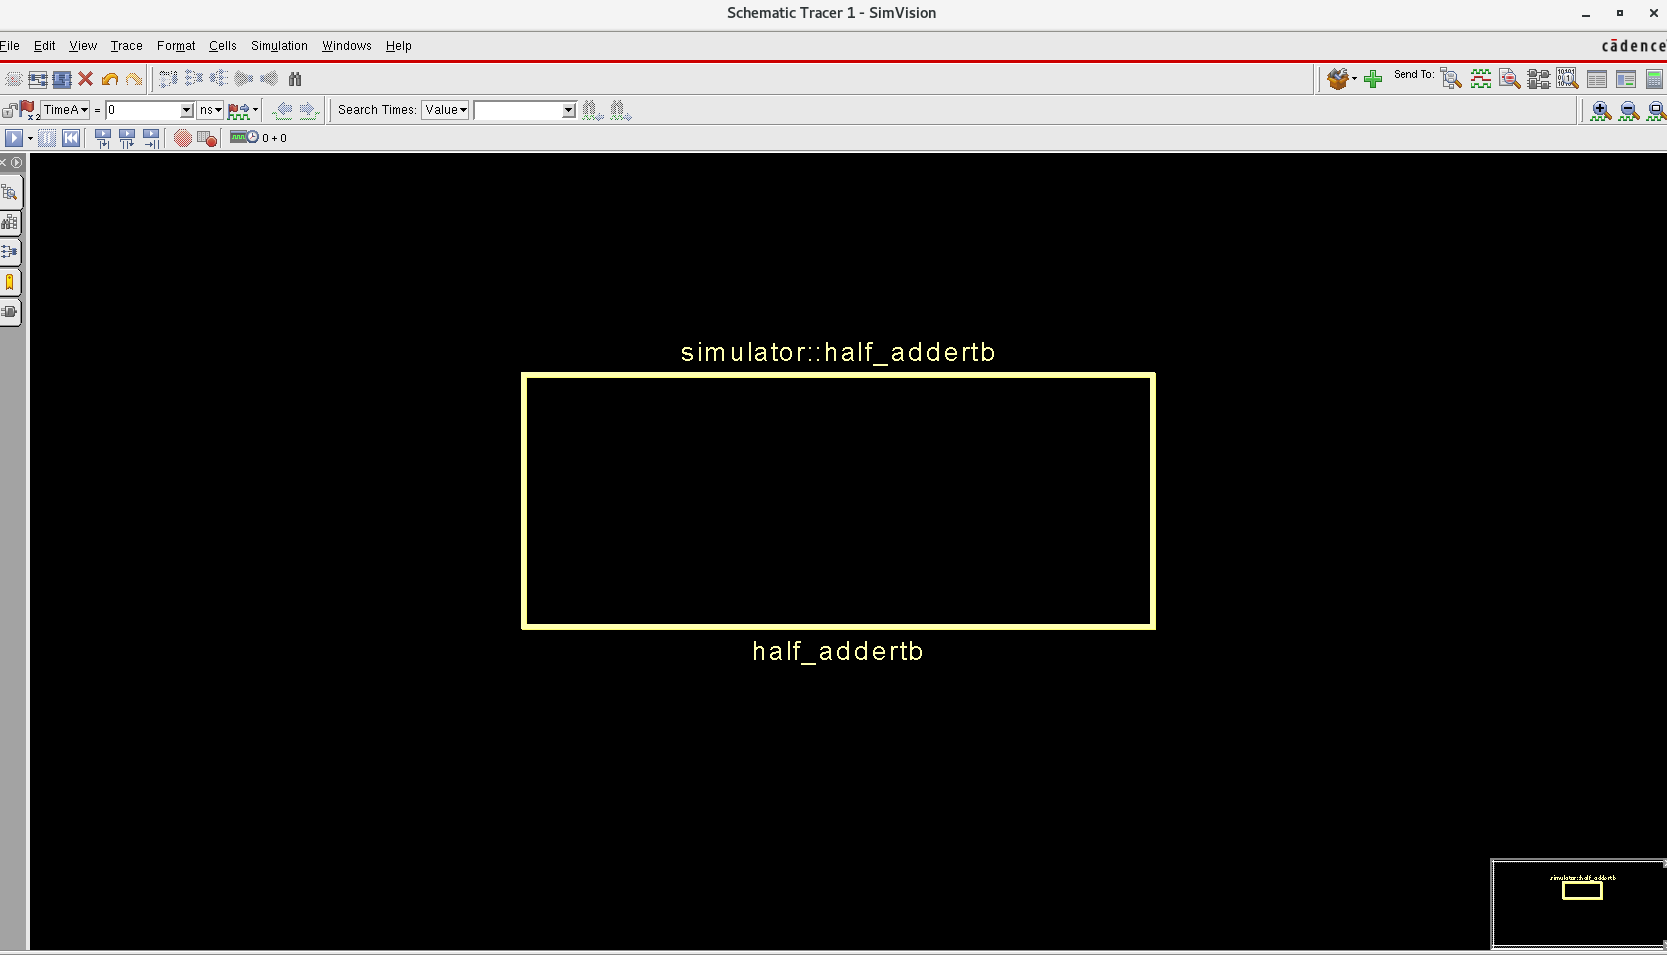 Schematic Tracer 1 - SimVision
File Edit View Trace Format Cells Simulation Windows Help
cādence
Send To:
TimeA = 0 ns Search Times: Value
0 + 0
simulator::half_addertb
half_addertb
simulator::half_addertb